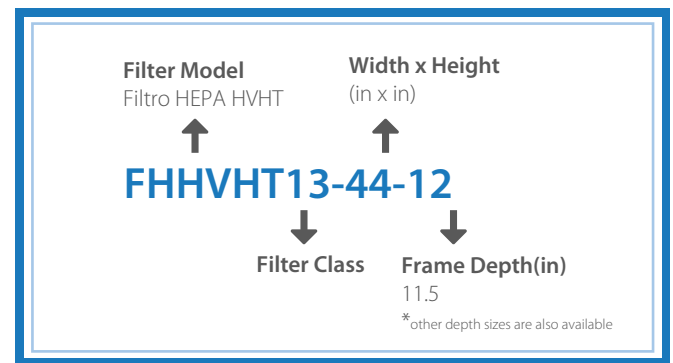 Filter Model
Filtro HEPA HVHT
Width x Height
(in x in)
FHHVHT13-44-12
Filter Class
Frame Depth(in)
11.5
*other depth sizes are also available